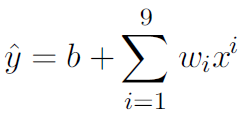 ŷ = b + ∑_{i=1}^{9} w_i x^i